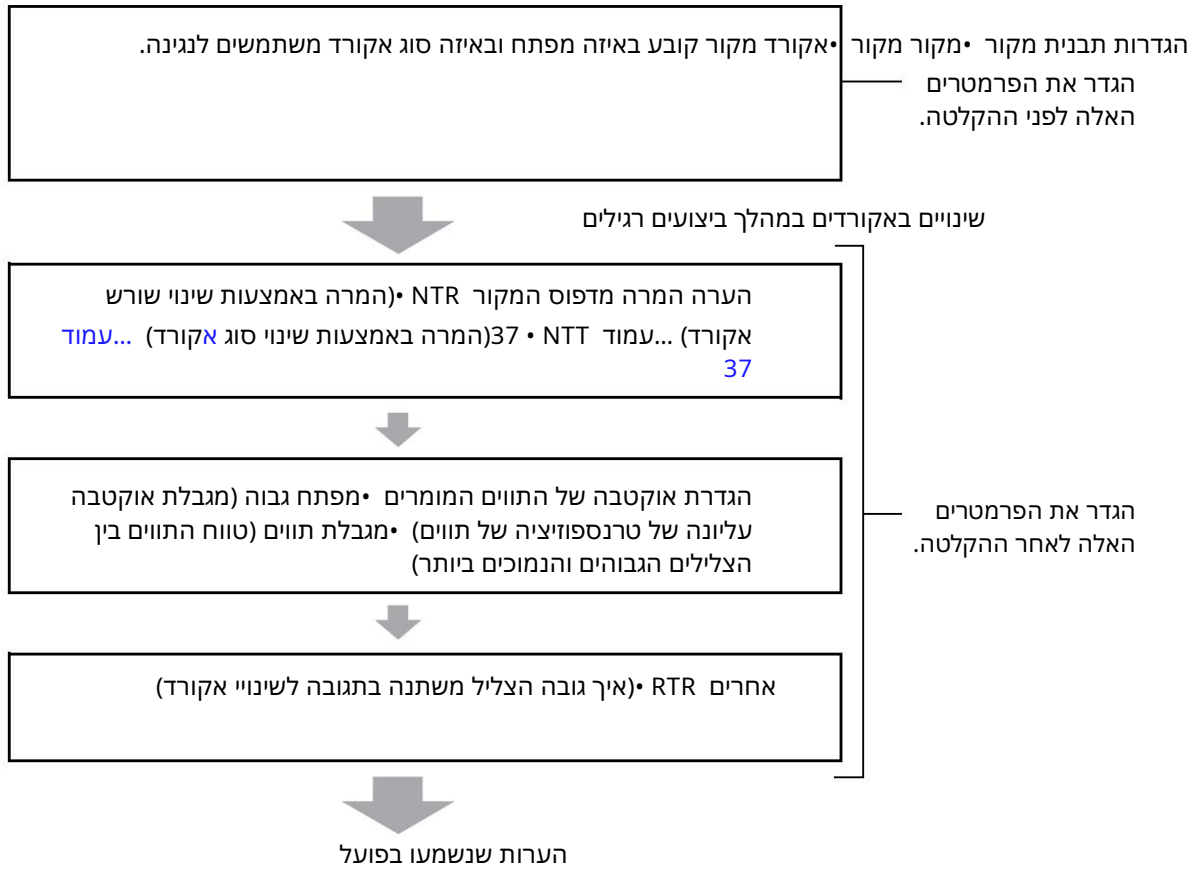 הגדרות תבנית מקור •מקור מקור •אקורד מקור קובע באיזה מפתח ובאיזה סוג אקורד משתמשים לנגינה.
הגדר את הפרמטרים
האלה לפני ההקלטה.
שינויים באקורדים במהלך ביצועים רגילים
הערה המרה מדפוס המקור NTR •(המרה באמצעות שינוי שורש
אקורד) ...עמוד 37 • NTT (המרה באמצעות שינוי סוג אקורד) ...עמוד
37
הגדרת אוקטבה של התווים המומרים •מפתח גבוה (מגבלת אוקטבה
עליונה של טרנספוזיציה של תווים) •מגבלת תווים (טווח התווים בין
הצלילים הגבוהים והנמוכים ביותר)
הגדר את הפרמטרים
האלה לאחר ההקלטה.
אחרים RTR •(איך גובה הצליל משתנה בתגובה לשינויי אקורד)
הערות שנשמעו בפועל